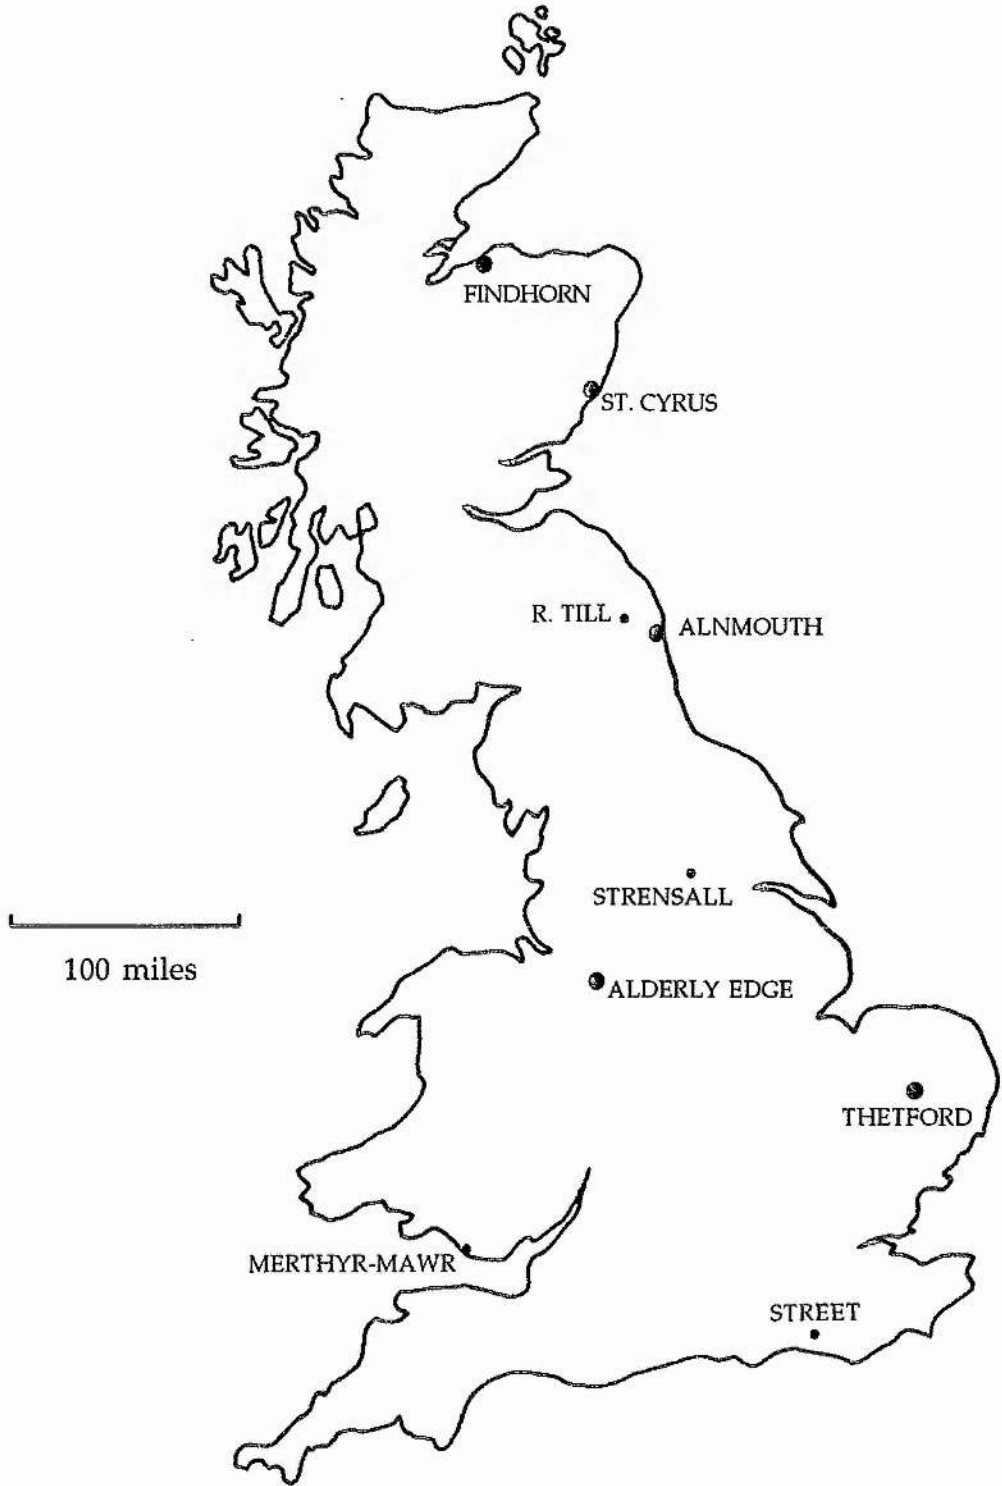 FINDHORN
ST. CYRUS
R. TILL
ALNMOUTH
STRENSALL
100 miles
ALDERLY EDGE
THETFORD
MERTHYR-MAWR
STREET